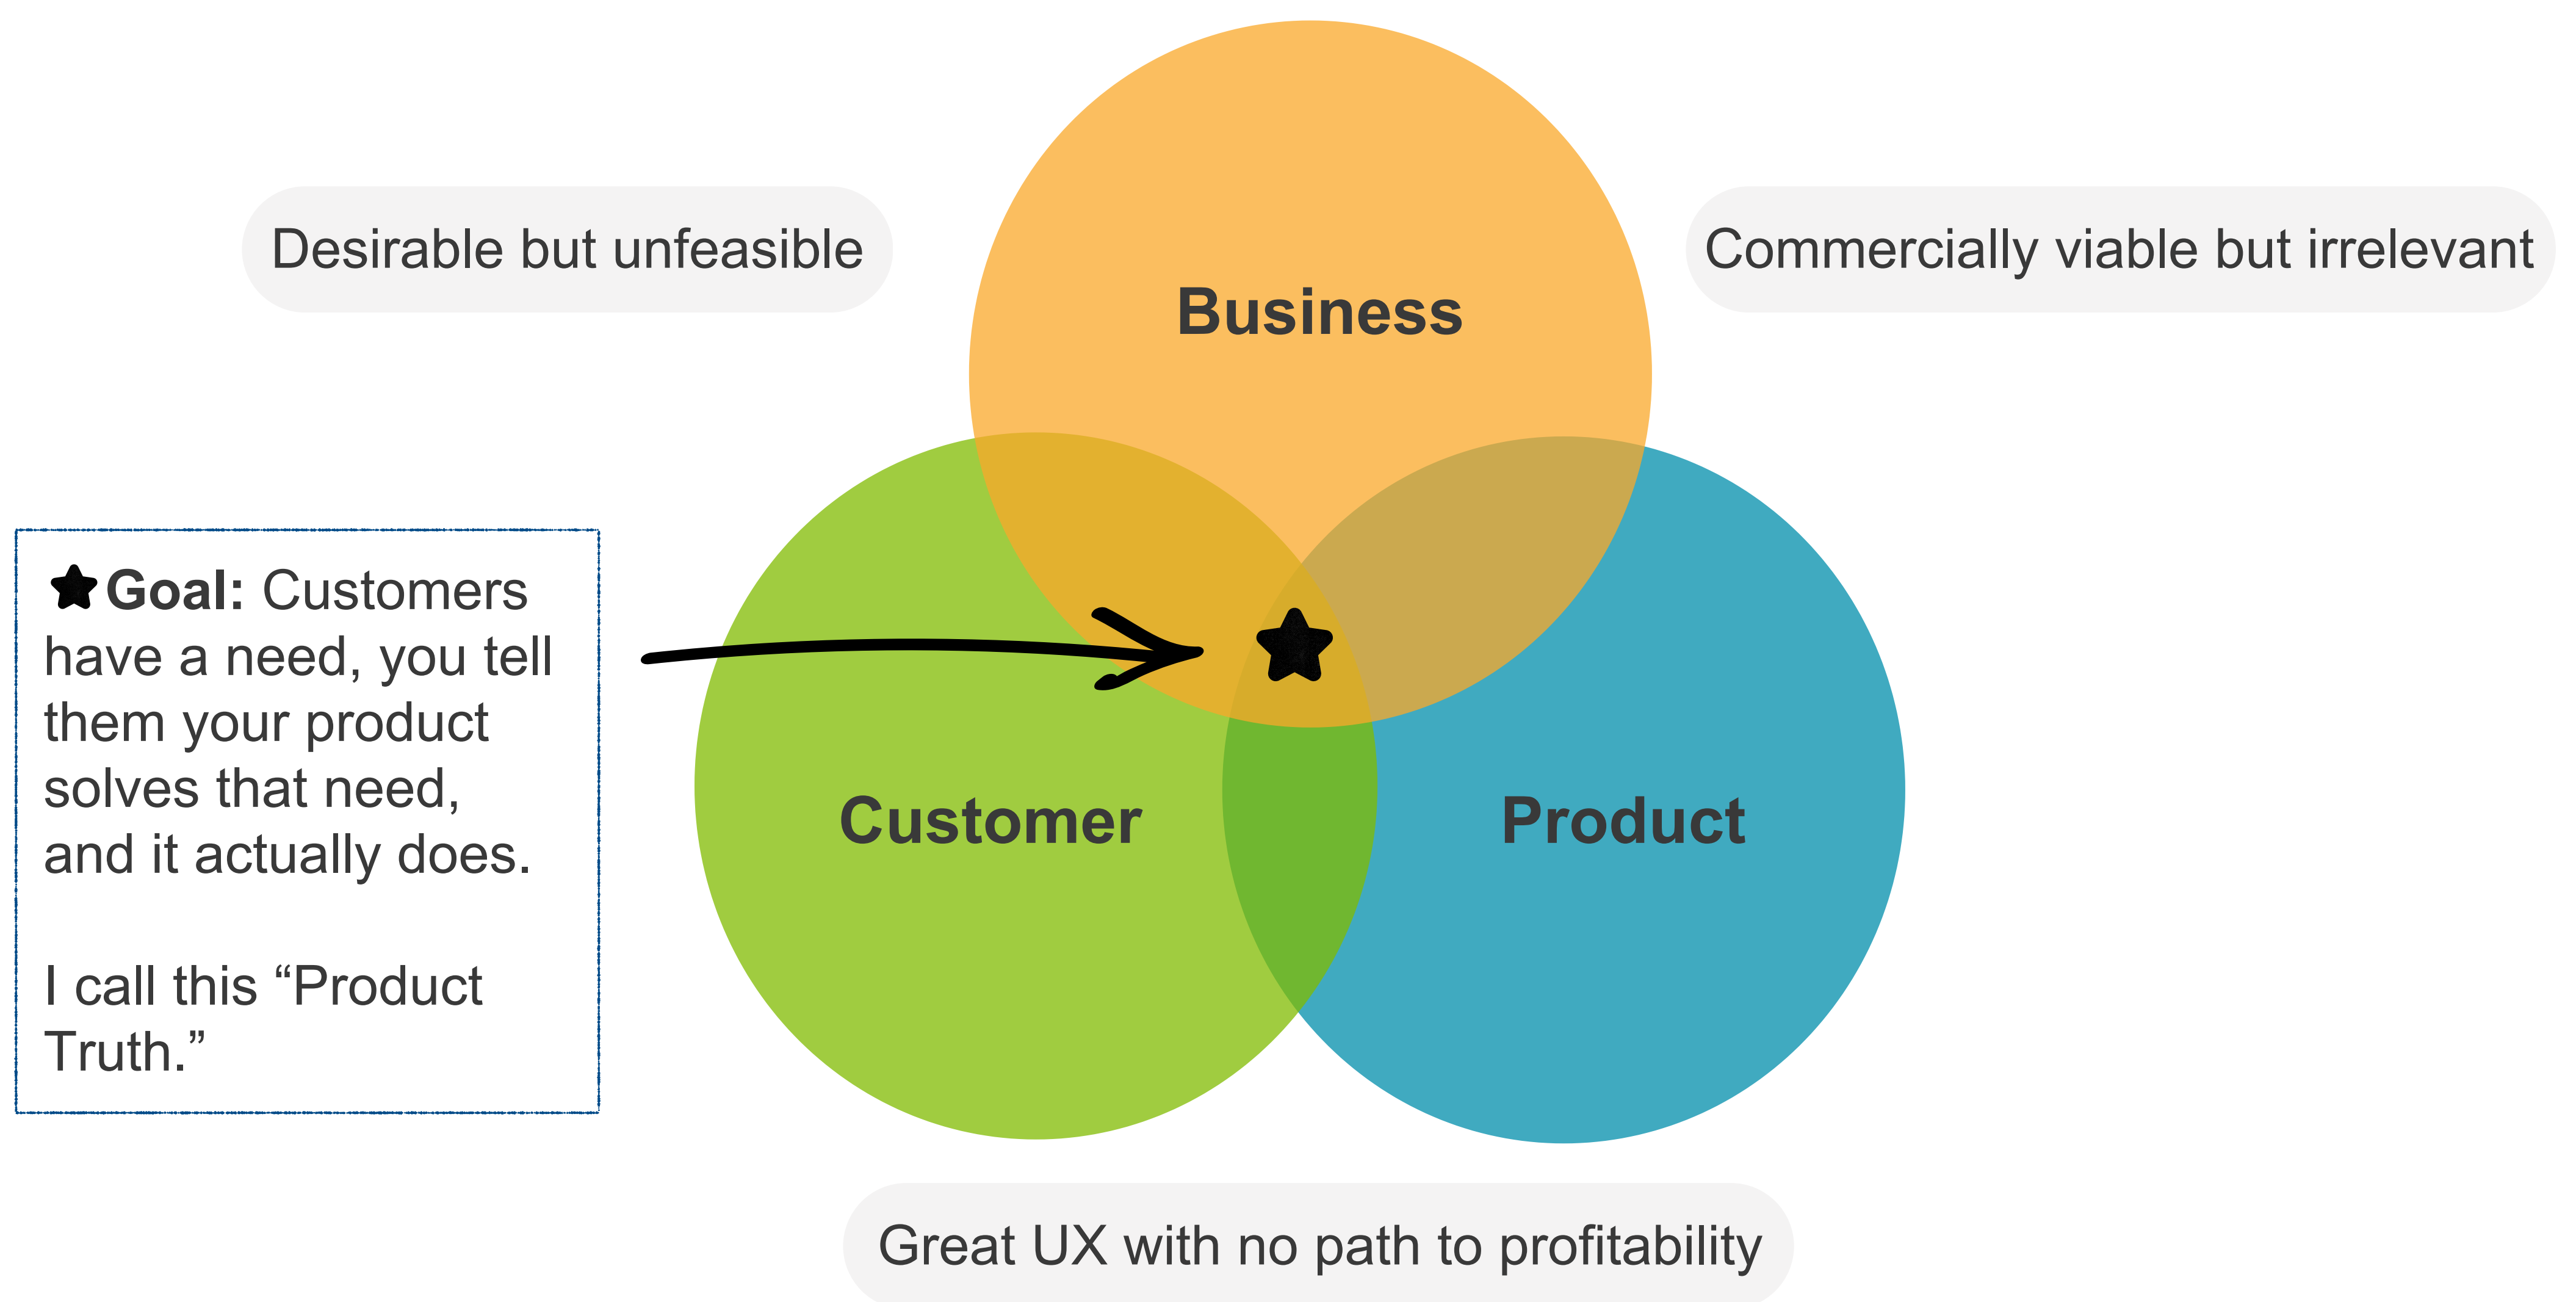 Desirable but unfeasible
Commercially viable but irrelevant
Business
Goal: Customers
have a need, you tell
them your product
solves that need,
and it actually does.
I call this “Product
Truth.”
Customer
Product
Great UX with no path to profitability